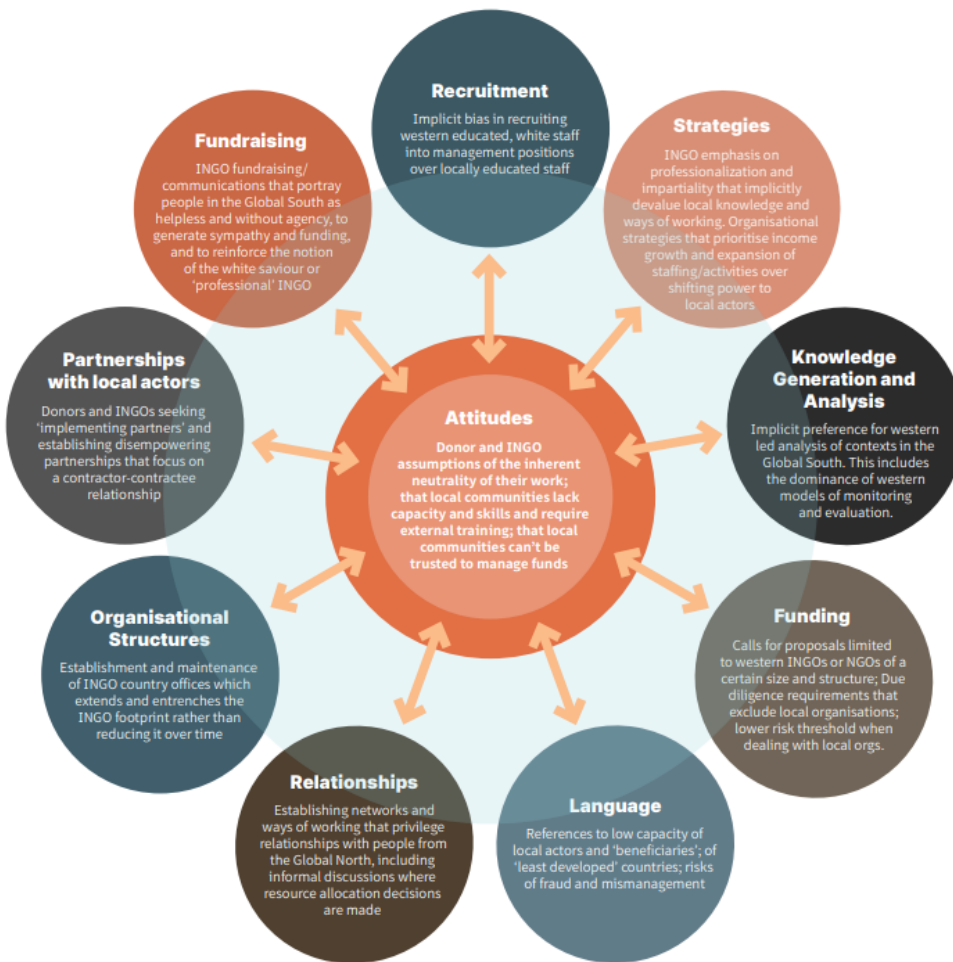 Recruitment
Implicit bias in recruiting
western educated, white staff
into management positions
over locally educated staff
Strategies
INGO emphasis on
professionalization and
impartiality that implicitly
devalue local knowledge and
ways of working. Organisational
strategies that prioritise income
growth and expansion of
staffing/activities over
shifting power to
local actors
Knowledge
Generation and
Analysis
Implicit preference for western
led analysis of contexts in the
Global South. This includes
the dominance of western
models of monitoring
and evaluation.
Funding
Calls for proposals limited
to western INGOs or NGOs of a
certain size and structure; Due
diligence requirements that
exclude local organisations;
lower risk threshold when
dealing with local orgs.
Language
References to low capacity of
local actors and ‘beneficiaries’; of
‘least developed’ countries; risks
of fraud and mismanagement
Relationships
Establishing networks and
ways of working that privilege
relationships with people from
the Global North, including
informal discussions where
resource allocation decisions
are made
Organisational
Structures
Establishment and maintenance
of INGO country offices which
extends and entrenches the
INGO footprint rather than
reducing it over time
Partnerships
with local actors
Donors and INGOs seeking
‘implementing partners’ and
establishing disempowering
partnerships that focus on
a contractor-contractee
relationship
Fundraising
INGO fundraising/
communications that portray
people in the Global South as
helpless and without agency, to
generate sympathy and funding,
and to reinforce the notion
of the white saviour or
‘professional’ INGO
Attitudes
Donor and INGO
assumptions of the inherent
neutrality of their work;
that local communities lack
capacity and skills and require
external training; that local
communities can’t be
trusted to manage funds